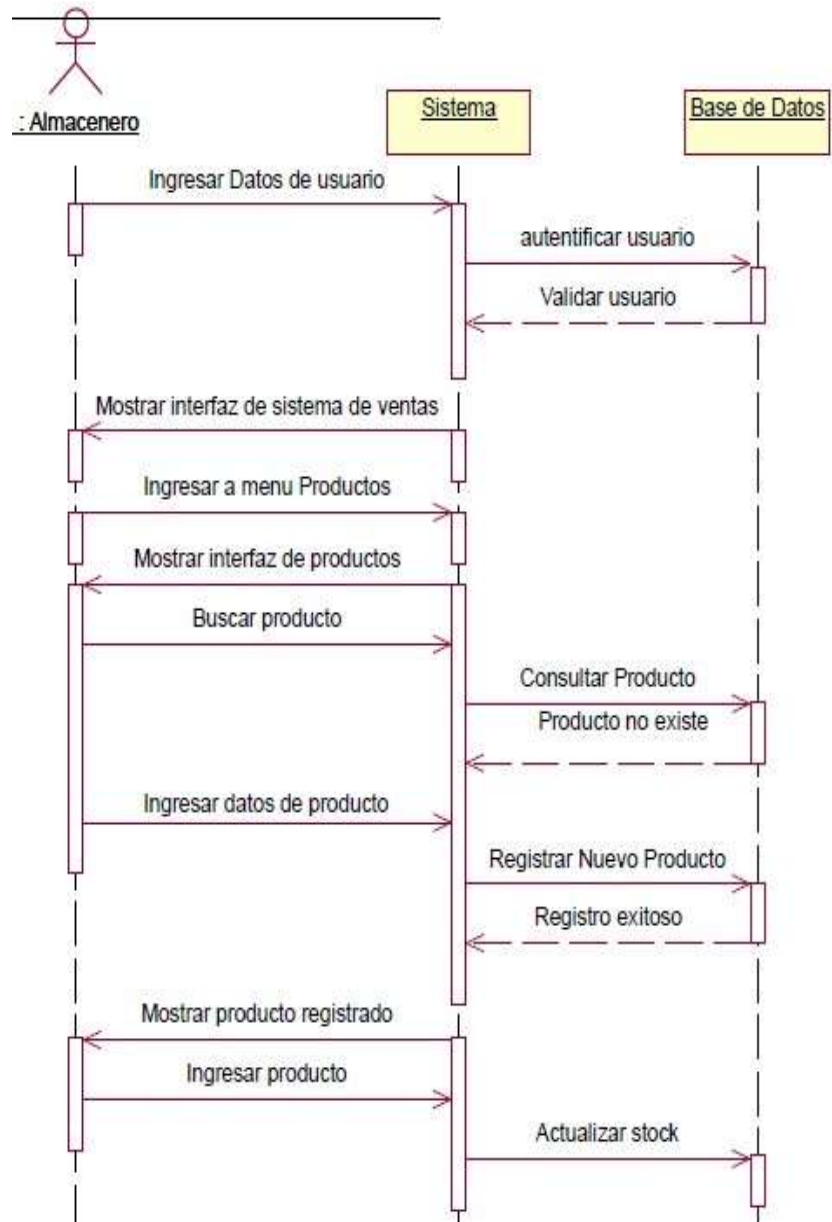 : Almacenero
Sistema
Base de Datos
Ingresar Datos de usuario
autentificar usuario
Validar usuario
Mostrar interfaz de sistema de ventas
Ingresar a menu Productos
Mostrar interfaz de productos
Buscar producto
Consultar Producto
Producto no existe
Ingresar datos de producto
Registrar Nuevo Producto
Registro exitoso
Mostrar producto registrado
Ingresar producto
Actualizar stock